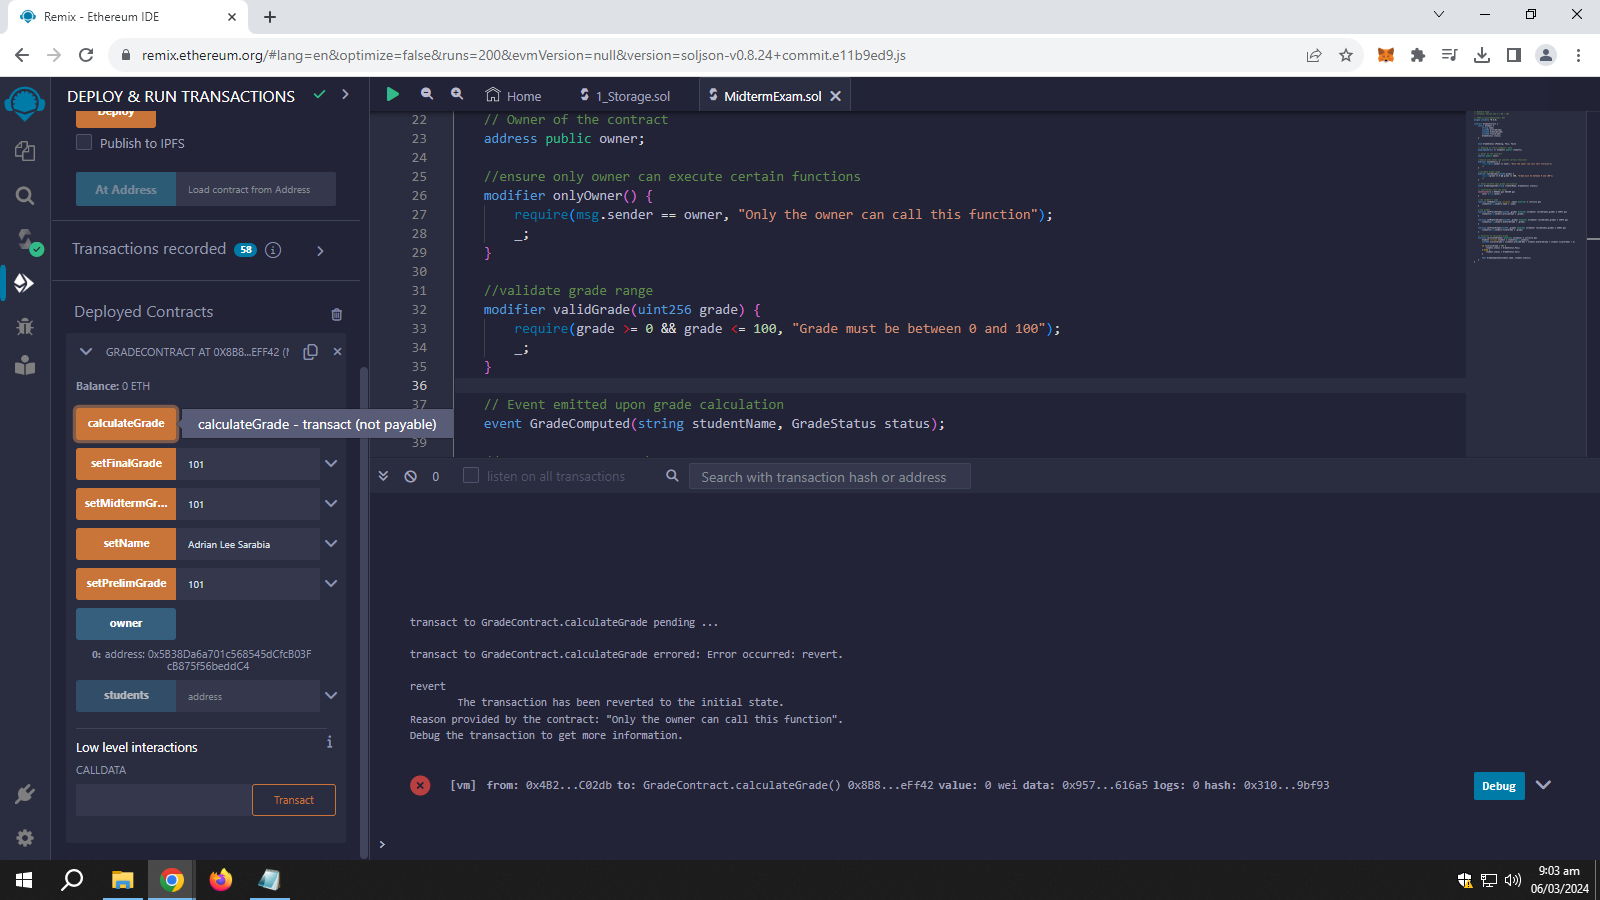 Remix - Ethereum IDE
remix.ethereum.org/#lang=en&optimize=false&runs=200&evmVersion=null&version=soljson-v0.8.24+commit.e11b9ed9.js
DEPLOY & RUN TRANSACTIONS
Deploy
Publish to IPFS
At Address
Load contract from Address
Transactions recorded 58 i
Deployed Contracts
GRADECONTRACT AT 0X8B8...EFF42 (M
Balance: 0 ETH
calculateGrade
calculateGrade - transact (not payable)
setFinalGrade 101
setMidtermGr... 101
setName Adrian Lee Sarabia
setPrelimGrade 101
owner
0: address: 0x5B38Da6a701c568545dCfcB03F
cB875f56beddC4
students address
Low level interactions i
CALLDATA
Transact
Home 1_Storage.sol MidtermExam.sol
22 // Owner of the contract
23 address public owner;
24
25 //ensure only owner can execute certain functions
26 modifier onlyOwner() {
27 require(msg.sender == owner, "Only the owner can call this function");
28 _;
29 }
30
31 //validate grade range
32 modifier validGrade(uint256 grade) {
33 require(grade >= 0 && grade <= 100, "Grade must be between 0 and 100");
34 _;
35 }
36
37 // Event emitted upon grade calculation
event GradeComputed(string studentName, GradeStatus status);
39
0 listen on all transactions Search with transaction hash or address
transact to GradeContract.calculateGrade pending ...
transact to GradeContract.calculateGrade errored: Error occurred: revert.
revert
The transaction has been reverted to the initial state.
Reason provided by the contract: "Only the owner can call this function".
Debug the transaction to get more information.
[vm] from: 0x4B2...C02db to: GradeContract.calculateGrade() 0x8B8...eFf42 value: 0 wei data: 0x957...616a5 logs: 0 hash: 0x310...9bf93
Debug
>
9:03 am
06/03/2024